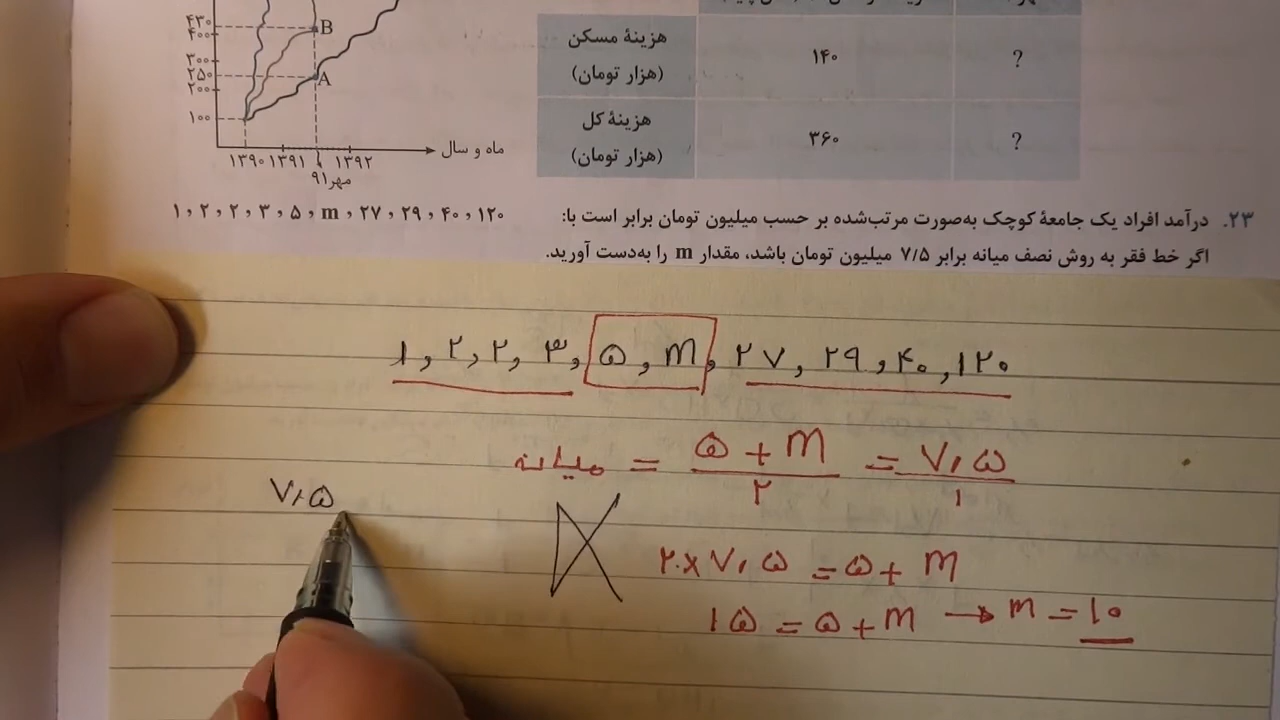 ۴۳۰
۴۰۰
۳۰۰
۲۵۰
۲۰۰
۱۰۰
B
A
۱۳۹۰ ۱۳۹۱ ۱۳۹۲
مهر۹۱
ماه و سال
هزینهٔ مسکن
(هزار تومان)
۱۴۰
?
هزینهٔ کل
(هزار تومان)
۳۶۰
?
۲۳. درآمد افراد یک جامعهٔ کوچک به‌صورت مرتب‌شده بر حسب میلیون تومان برابر است با:
۱ , ۲ , ۲ , ۳ , ۵ , m , ۲۷ , ۲۹ , ۴۰ , ۱۲۰
اگر خط فقر به روش نصف میانه برابر ۷/۵ میلیون تومان باشد، مقدار m را به‌دست آورید.
۱, ۲, ۲, ۳, ۵, m, ۲۷, ۲۹, ۴۰, ۱۲۰
میانه = (۵ + m)/۲ = ۷,۵/۱
۲×۷,۵ = ۵ + m
۱۵ = ۵ + m → m = ۱۰
۷,۵